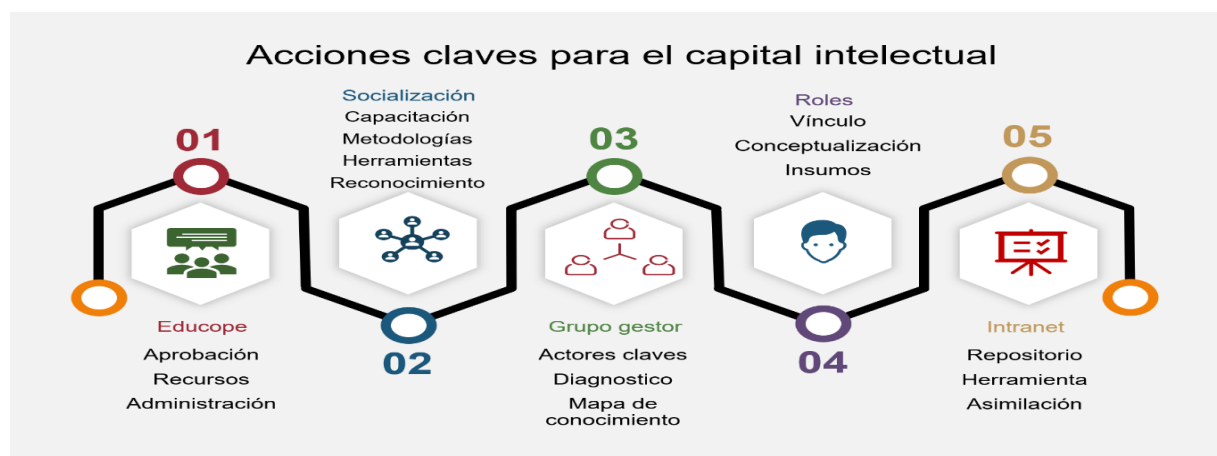 Acciones claves para el capital intelectual
01
Educope
Aprobación
Recursos
Administración
Socialización
Capacitación
Metodologías
Herramientas
Reconocimiento
02
03
Grupo gestor
Actores claves
Diagnostico
Mapa de
conocimiento
Roles
Vínculo
Conceptualización
Insumos
04
05
Intranet
Repositorio
Herramienta
Asimilación